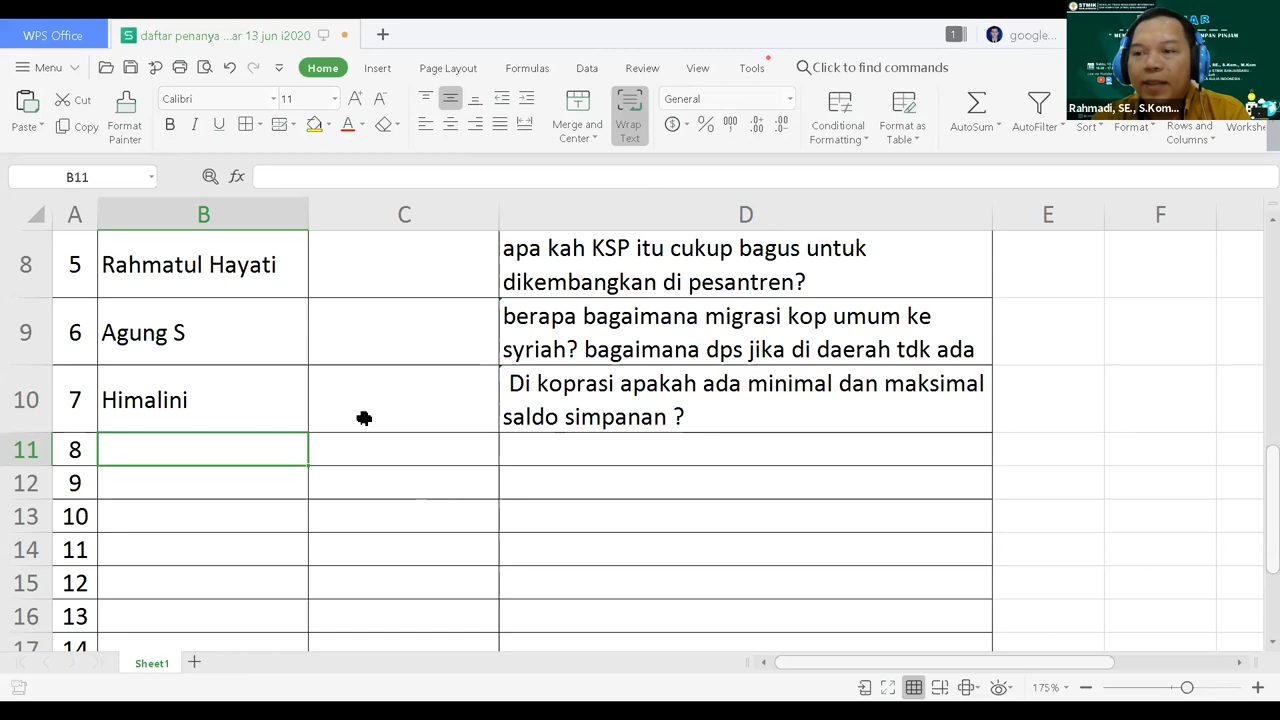 WPS Office
daftar penanya ...ar 13 jun i2020
1
google...
Menu
Home
Insert
Page Layout
Formulas
Data
Review
View
Tools
Click to find commands
Paste
Cut
Copy
Format Painter
Calibri
11
Merge and Center
Wrap Text
General
Conditional Formatting
Format as Table
AutoSum
AutoFilter
Sort
Format
Rows and Columns
Workshe
STMIK
Rahmadi, SE., S.Kom...
B11
fx
A B C D E F
8 5 Rahmatul Hayati apa kah KSP itu cukup bagus untuk
dikembangkan di pesantren?
9 6 Agung S berapa bagaimana migrasi kop umum ke
syriah? bagaimana dps jika di daerah tdk ada
10 7 Himalini Di koprasi apakah ada minimal dan maksimal
saldo simpanan ?
11 8
12 9
13 10
14 11
15 12
16 13
17 14
Sheet1
175%